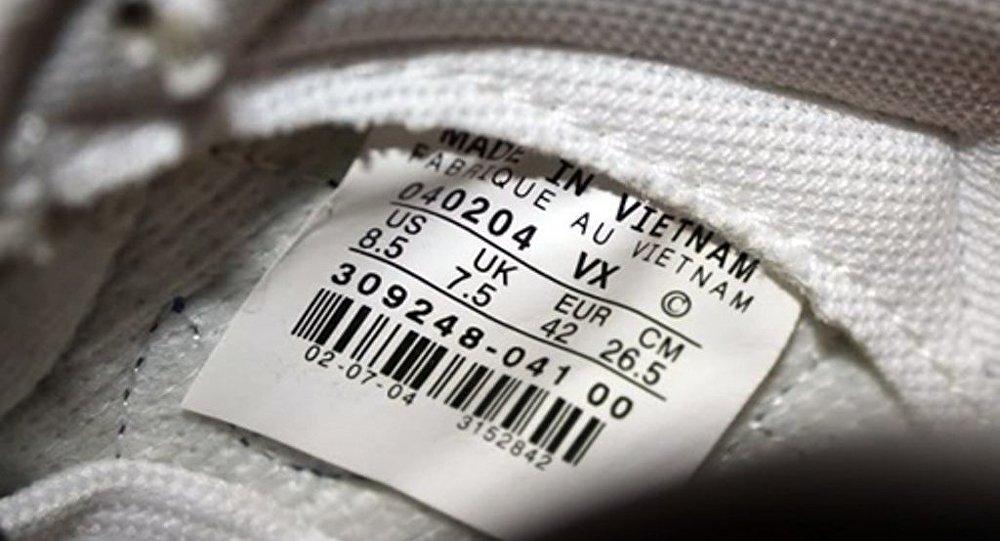 MADE IN VIETNAM
FABRIQUE AU VIETNAM
040204 VX ©
US UK EUR CM
8.5 7.5 42 26.5
309248-041 00
02-07-04 3152842